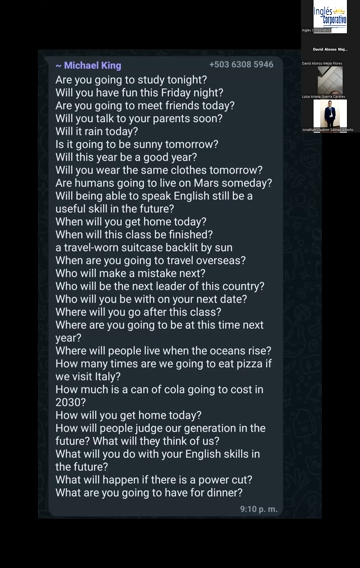 Inglés
Corporativo
David Alonso Mej...
~ Michael King
+503 6308 5946
Are you going to study tonight?
Will you have fun this Friday night?
Are you going to meet friends today?
Will you talk to your parents soon?
Will it rain today?
Is it going to be sunny tomorrow?
Will this year be a good year?
Will you wear the same clothes tomorrow?
Are humans going to live on Mars someday?
Will being able to speak English still be a
useful skill in the future?
When will you get home today?
When will this class be finished?
a travel-worn suitcase backlit by sun
When are you going to travel overseas?
Who will make a mistake next?
Who will be the next leader of this country?
Who will you be with on your next date?
Where will you go after this class?
Where are you going to be at this time next
year?
Where will people live when the oceans rise?
How many times are we going to eat pizza if
we visit Italy?
How much is a can of cola going to cost in
2030?
How will you get home today?
How will people judge our generation in the
future? What will they think of us?
What will you do with your English skills in
the future?
What will happen if there is a power cut?
What are you going to have for dinner?
9:10 p. m.